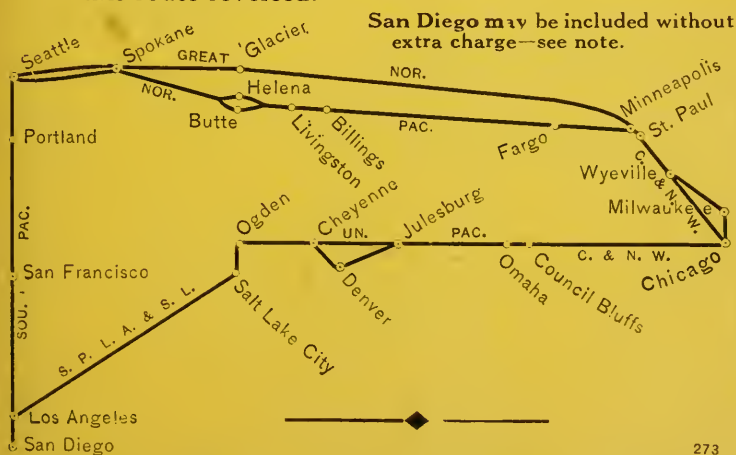 San Diego may be included without
extra charge—see note.
Seattle
Spokane
GREAT
Glacier
NOR.
NOR.
Helena
Butte
Livingston
Billings
PAC.
Fargo
Minneapolis
St. Paul
Portland
C. & N. W.
Wyeville
Milwaukee
Ogden
Cheyenne
UN.
Julesburg
PAC.
Denver
Omaha
Council Bluffs
C. & N. W.
Chicago
PAC.
San Francisco
SOU.
Salt Lake City
S. P. L. A. & S. L.
Los Angeles
San Diego
273